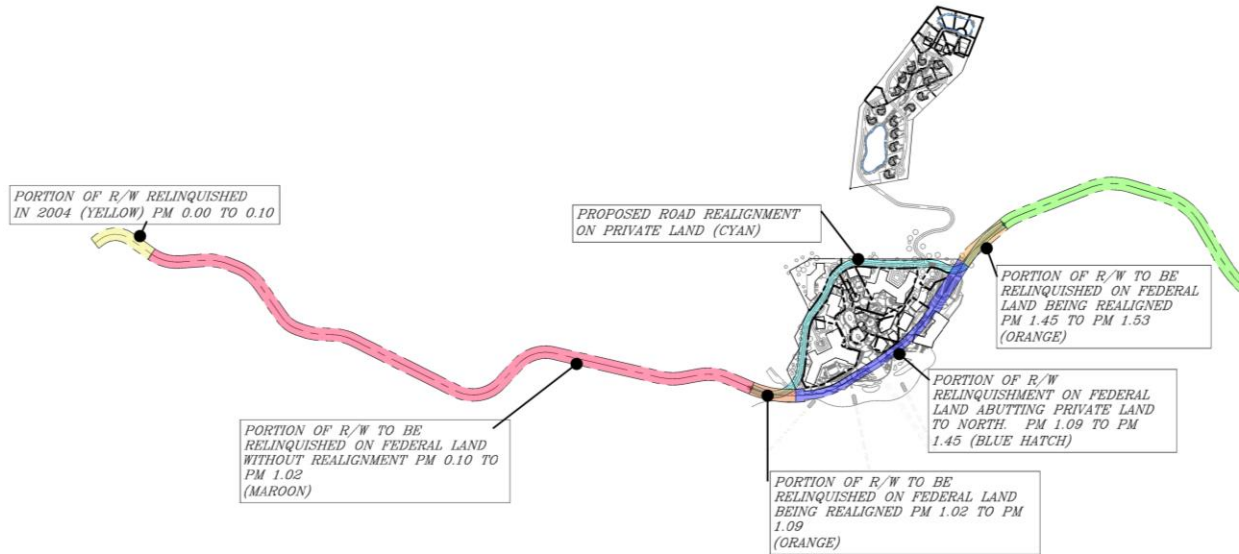 PORTION OF R/W RELINQUISHED
IN 2004 (YELLOW) PM 0.00 TO 0.10
PROPOSED ROAD REALIGNMENT
ON PRIVATE LAND (CYAN)
PORTION OF R/W TO BE
RELINQUISHED ON FEDERAL
LAND BEING REALIGNED
PM 1.45 TO PM 1.53
(ORANGE)
PORTION OF R/W
RELINQUISHMENT ON FEDERAL
LAND ABUTTING PRIVATE LAND
TO NORTH. PM 1.09 TO PM
1.45 (BLUE HATCH)
PORTION OF R/W TO BE
RELINQUISHED ON FEDERAL LAND
WITHOUT REALIGNMENT PM 0.10 TO
PM 1.02
(MAROON)
PORTION OF R/W TO BE
RELINQUISHED ON FEDERAL LAND
BEING REALIGNED PM 1.02 TO PM
1.09
(ORANGE)